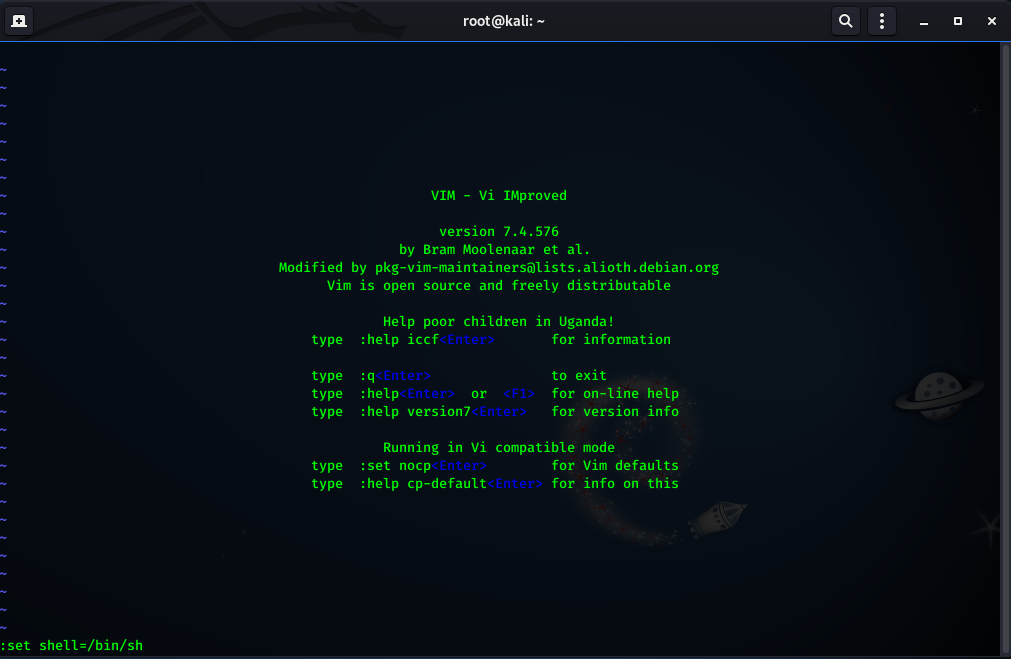 root@kali: ~
~
~
~
~
~
~
~
~ VIM - Vi IMproved
~
~ version 7.4.576
~ by Bram Moolenaar et al.
~ Modified by pkg-vim-maintainers@lists.alioth.debian.org
~ Vim is open source and freely distributable
~
~ Help poor children in Uganda!
~ type :help iccf<Enter> for information
~
~ type :q<Enter> to exit
~ type :help<Enter> or <F1> for on-line help
~ type :help version7<Enter> for version info
~
~ Running in Vi compatible mode
~ type :set nocp<Enter> for Vim defaults
~ type :help cp-default<Enter> for info on this
~
~
~
~
~
~
~
~
:set shell=/bin/sh